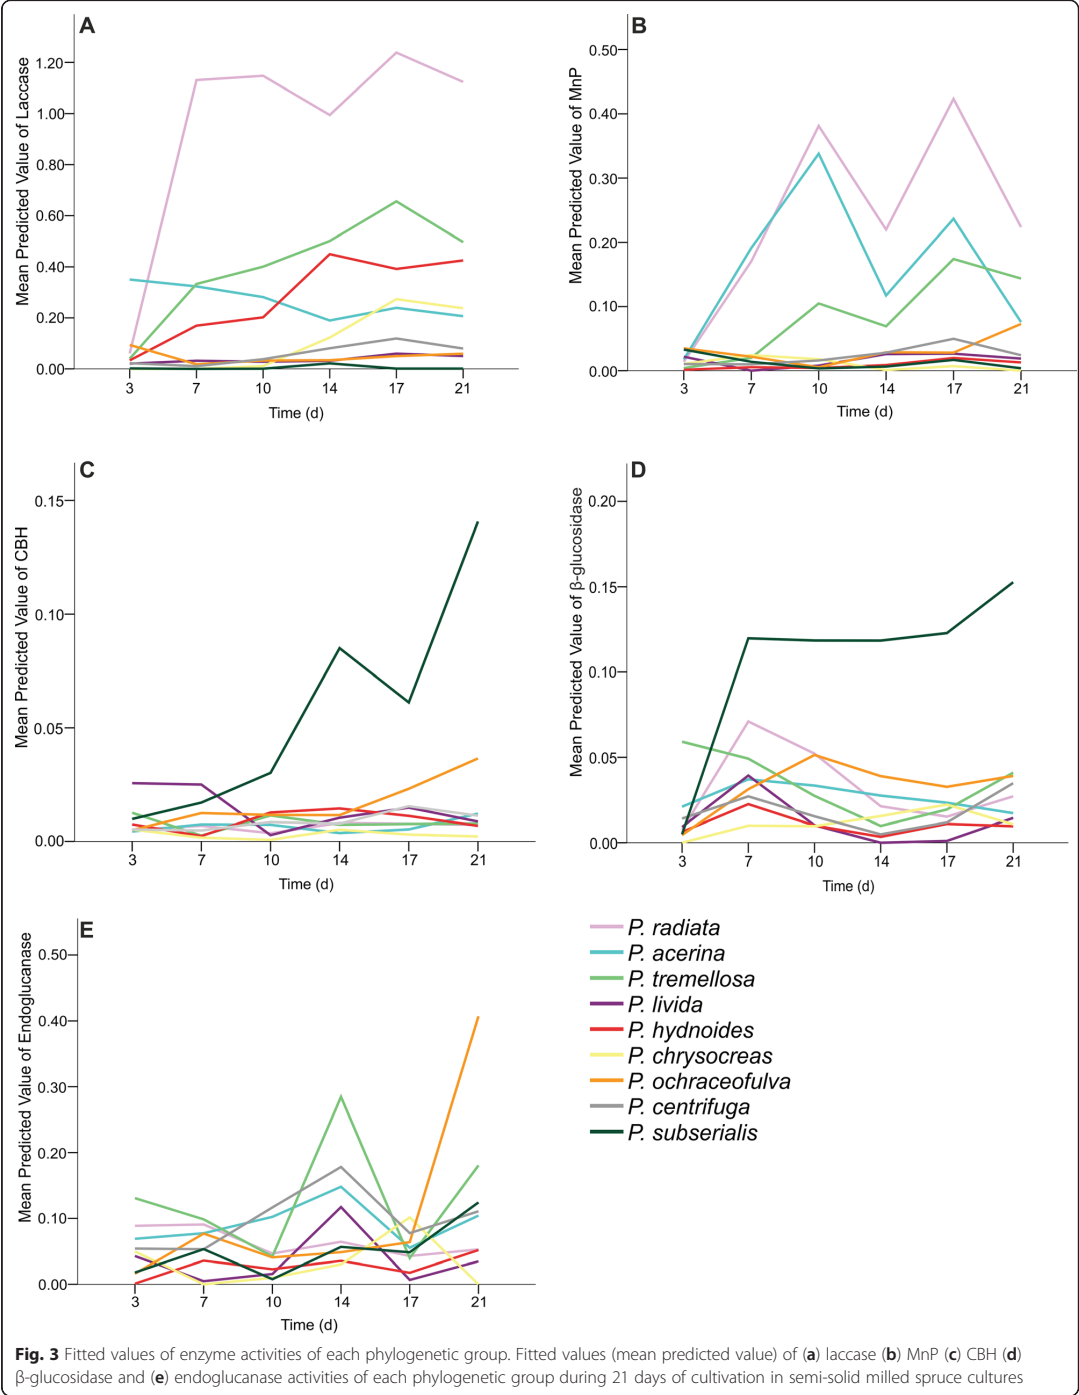 A
Mean Predicted Value of Laccase
1.20
1.00
0.80
0.60
0.40
0.20
0.00
3 7 10 14 17 21
Time (d)
B
Mean Predicted Value of MnP
0.50
0.40
0.30
0.20
0.10
0.00
3 7 10 14 17 21
Time (d)
C
Mean Predicted Value of CBH
0.15
0.10
0.05
0.00
3 7 10 14 17 21
Time (d)
D
Mean Predicted Value of β-glucosidase
0.20
0.15
0.10
0.05
0.00
3 7 10 14 17 21
Time (d)
E
Mean Predicted Value of Endoglucanase
0.50
0.40
0.30
0.20
0.10
0.00
3 7 10 14 17 21
Time (d)
P. radiata
P. acerina
P. tremellosa
P. livida
P. hydnoides
P. chrysocreas
P. ochraceofulva
P. centrifuga
P. subserialis
Fig. 3 Fitted values of enzyme activities of each phylogenetic group. Fitted values (mean predicted value) of (a) laccase (b) MnP (c) CBH (d)
β-glucosidase and (e) endoglucanase activities of each phylogenetic group during 21 days of cultivation in semi-solid milled spruce cultures